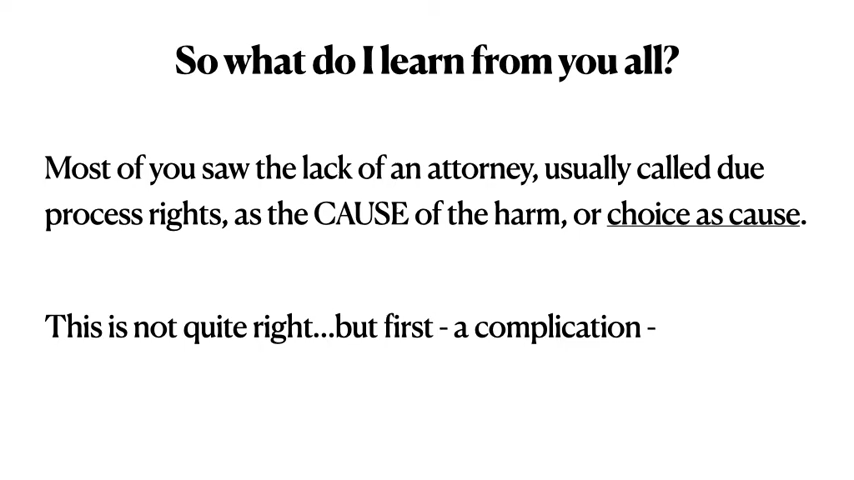 So what do I learn from you all?
Most of you saw the lack of an attorney, usually called due
process rights, as the CAUSE of the harm, or choice as cause.
This is not quite right...but first - a complication -